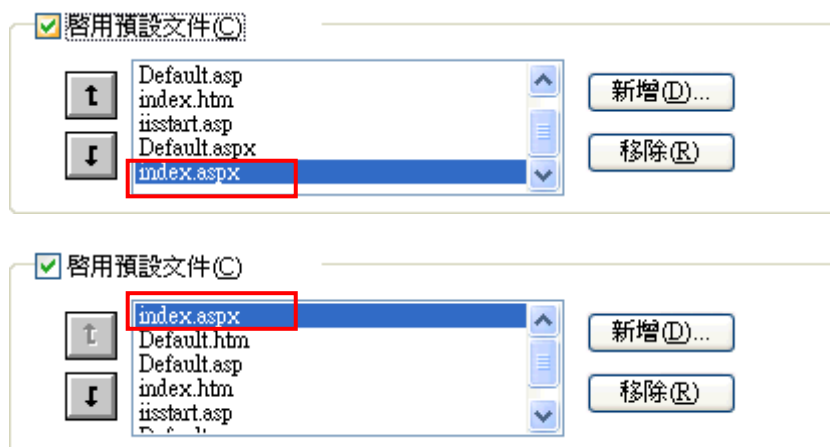 啓用預設文件(C)
Default.asp
index.htm
iisstart.asp
Default.aspx
index.aspx
新增(D)...
移除(R)
啓用預設文件(C)
index.aspx
Default.htm
Default.asp
index.htm
iisstart.asp
新增(D)...
移除(R)